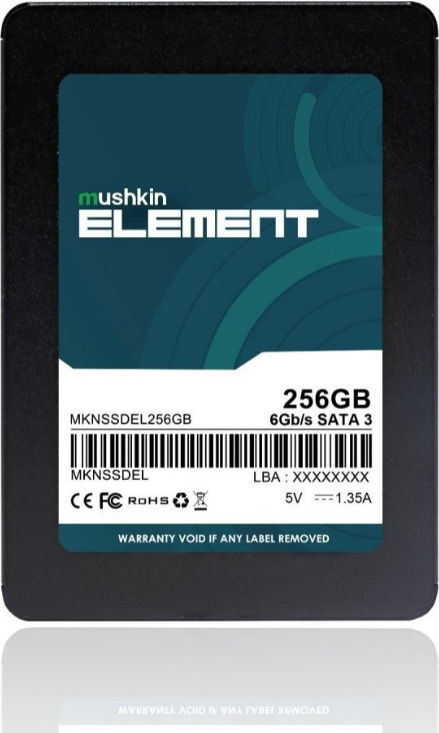 mushkin
ELEMENT
256GB
MKNSSDEL256GB
6Gb/s SATA 3
MKNSSDEL
LBA : XXXXXXXX
CE FC RoHS
5V ⎓1.35A
WARRANTY VOID IF ANY LABEL REMOVED